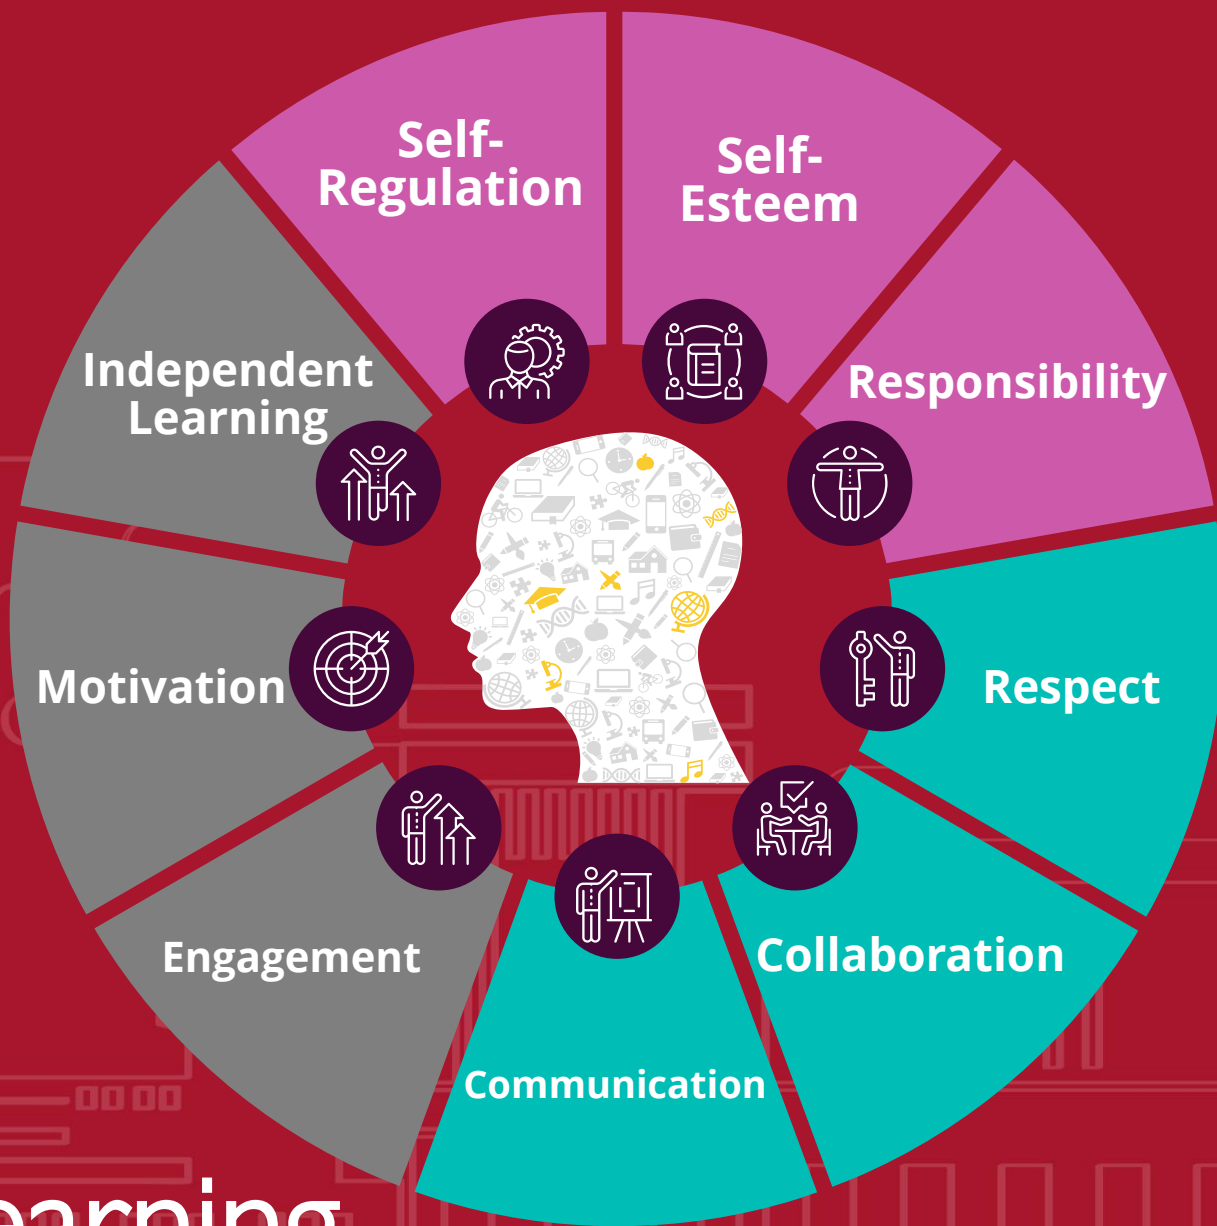 Self-
Regulation
Self-
Esteem
Responsibility
Independent
Learning
Motivation
Respect
Engagement
Collaboration
Communication